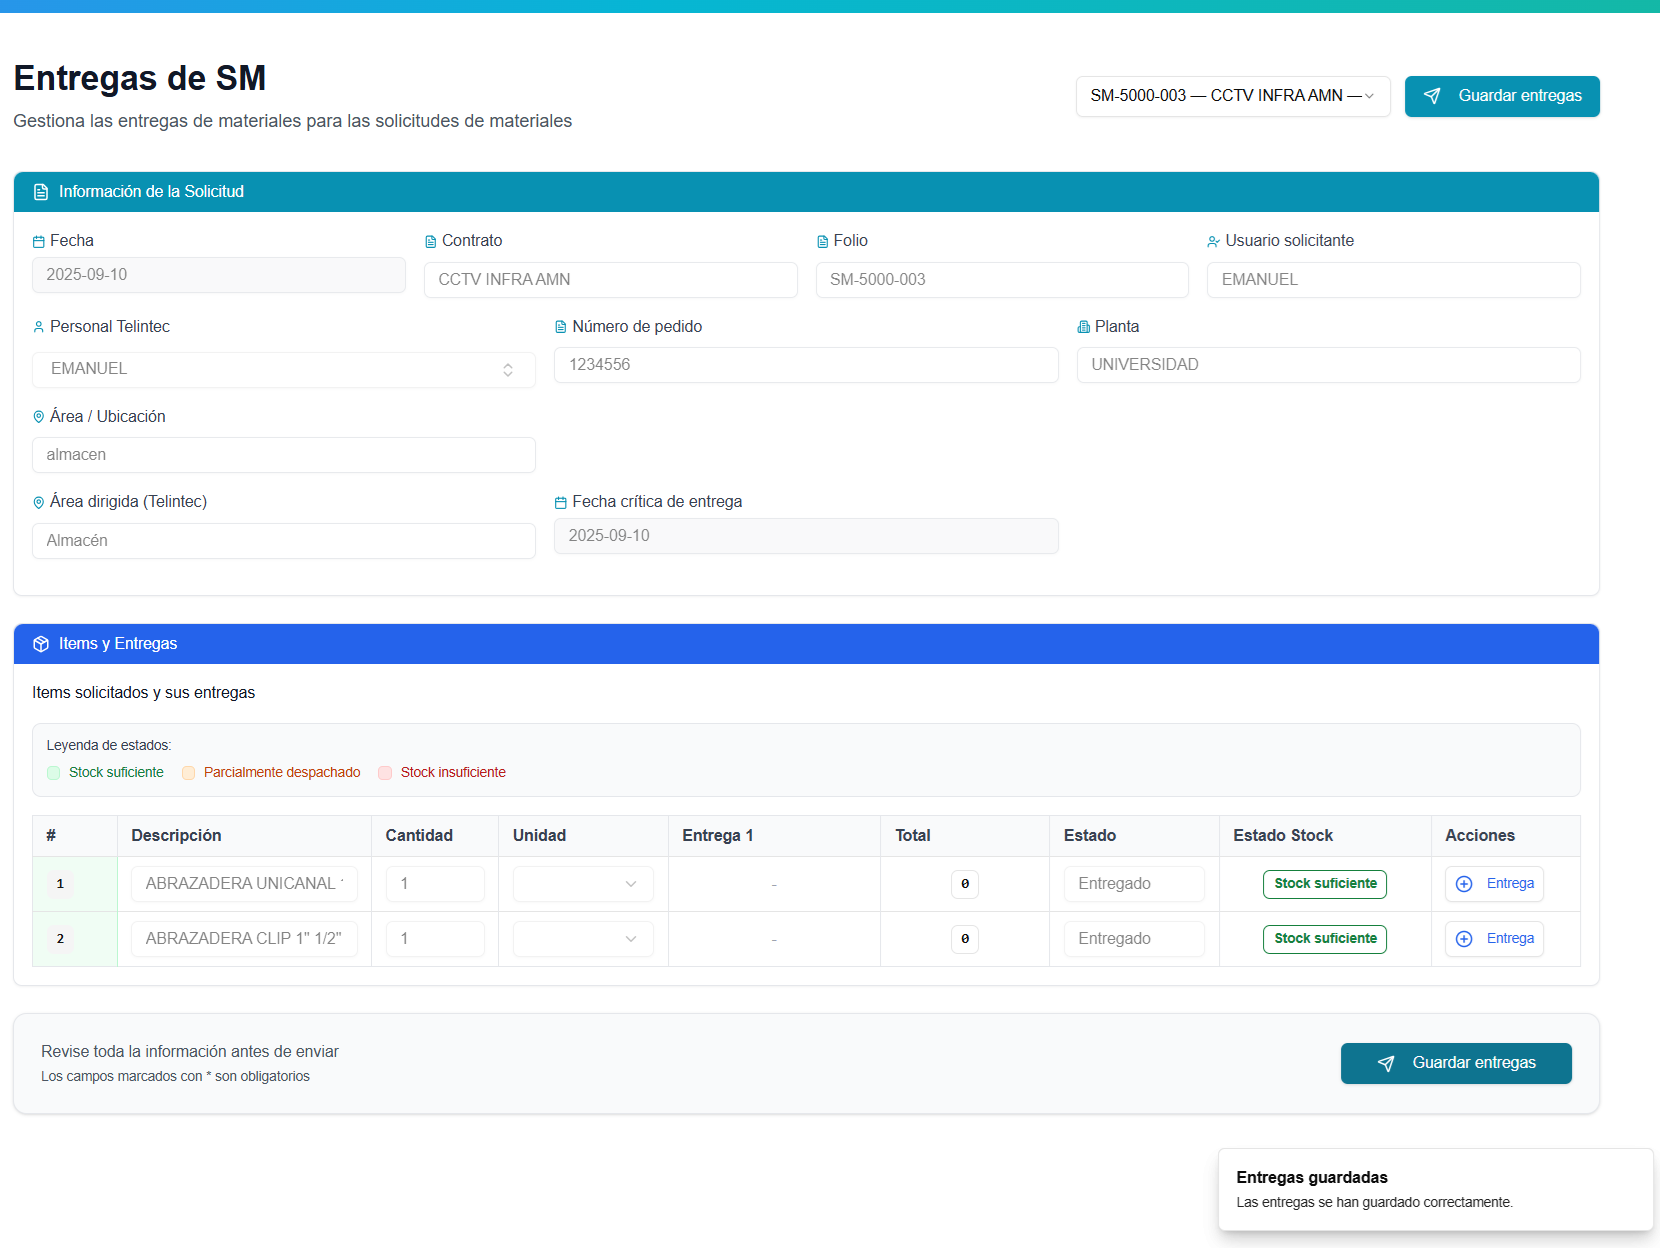 Entregas de SM
Gestiona las entregas de materiales para las solicitudes de materiales
SM-5000-003 — CCTV INFRA AMN —
Guardar entregas
Información de la Solicitud
Fecha
Contrato
Folio
Usuario solicitante
2025-09-10
CCTV INFRA AMN
SM-5000-003
EMANUEL
Personal Telintec
Número de pedido
Planta
EMANUEL
1234556
UNIVERSIDAD
Área / Ubicación
almacen
Área dirigida (Telintec)
Fecha crítica de entrega
Almacén
2025-09-10
Items y Entregas
Items solicitados y sus entregas
Leyenda de estados:
Stock suficiente
Parcialmente despachado
Stock insuficiente
# Descripción Cantidad Unidad Entrega 1 Total Estado Estado Stock Acciones
1 ABRAZADERA UNICANAL 1 - 0 Entregado Stock suficiente Entrega
2 ABRAZADERA CLIP 1" 1/2" 1 - 0 Entregado Stock suficiente Entrega
Revise toda la información antes de enviar
Los campos marcados con * son obligatorios
Guardar entregas
Entregas guardadas
Las entregas se han guardado correctamente.